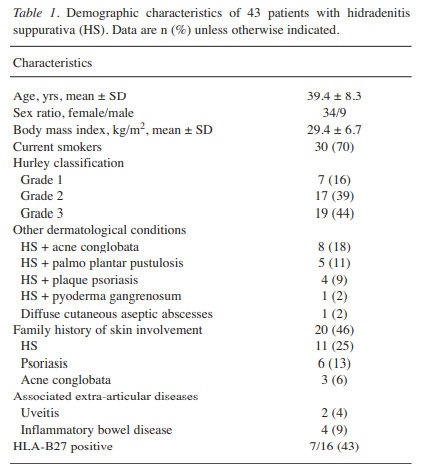 Table 1. Demographic characteristics of 43 patients with hidradenitis
suppurativa (HS). Data are n (%) unless otherwise indicated.
Characteristics
Age, yrs, mean ± SD 39.4 ± 8.3
Sex ratio, female/male 34/9
Body mass index, kg/m², mean ± SD 29.4 ± 6.7
Current smokers 30 (70)
Hurley classification
Grade 1 7 (16)
Grade 2 17 (39)
Grade 3 19 (44)
Other dermatological conditions
HS + acne conglobata 8 (18)
HS + palmo plantar pustulosis 5 (11)
HS + plaque psoriasis 4 (9)
HS + pyoderma gangrenosum 1 (2)
Diffuse cutaneous aseptic abscesses 1 (2)
Family history of skin involvement 20 (46)
HS 11 (25)
Psoriasis 6 (13)
Acne conglobata 3 (6)
Associated extra-articular diseases
Uveitis 2 (4)
Inflammatory bowel disease 4 (9)
HLA-B27 positive 7/16 (43)